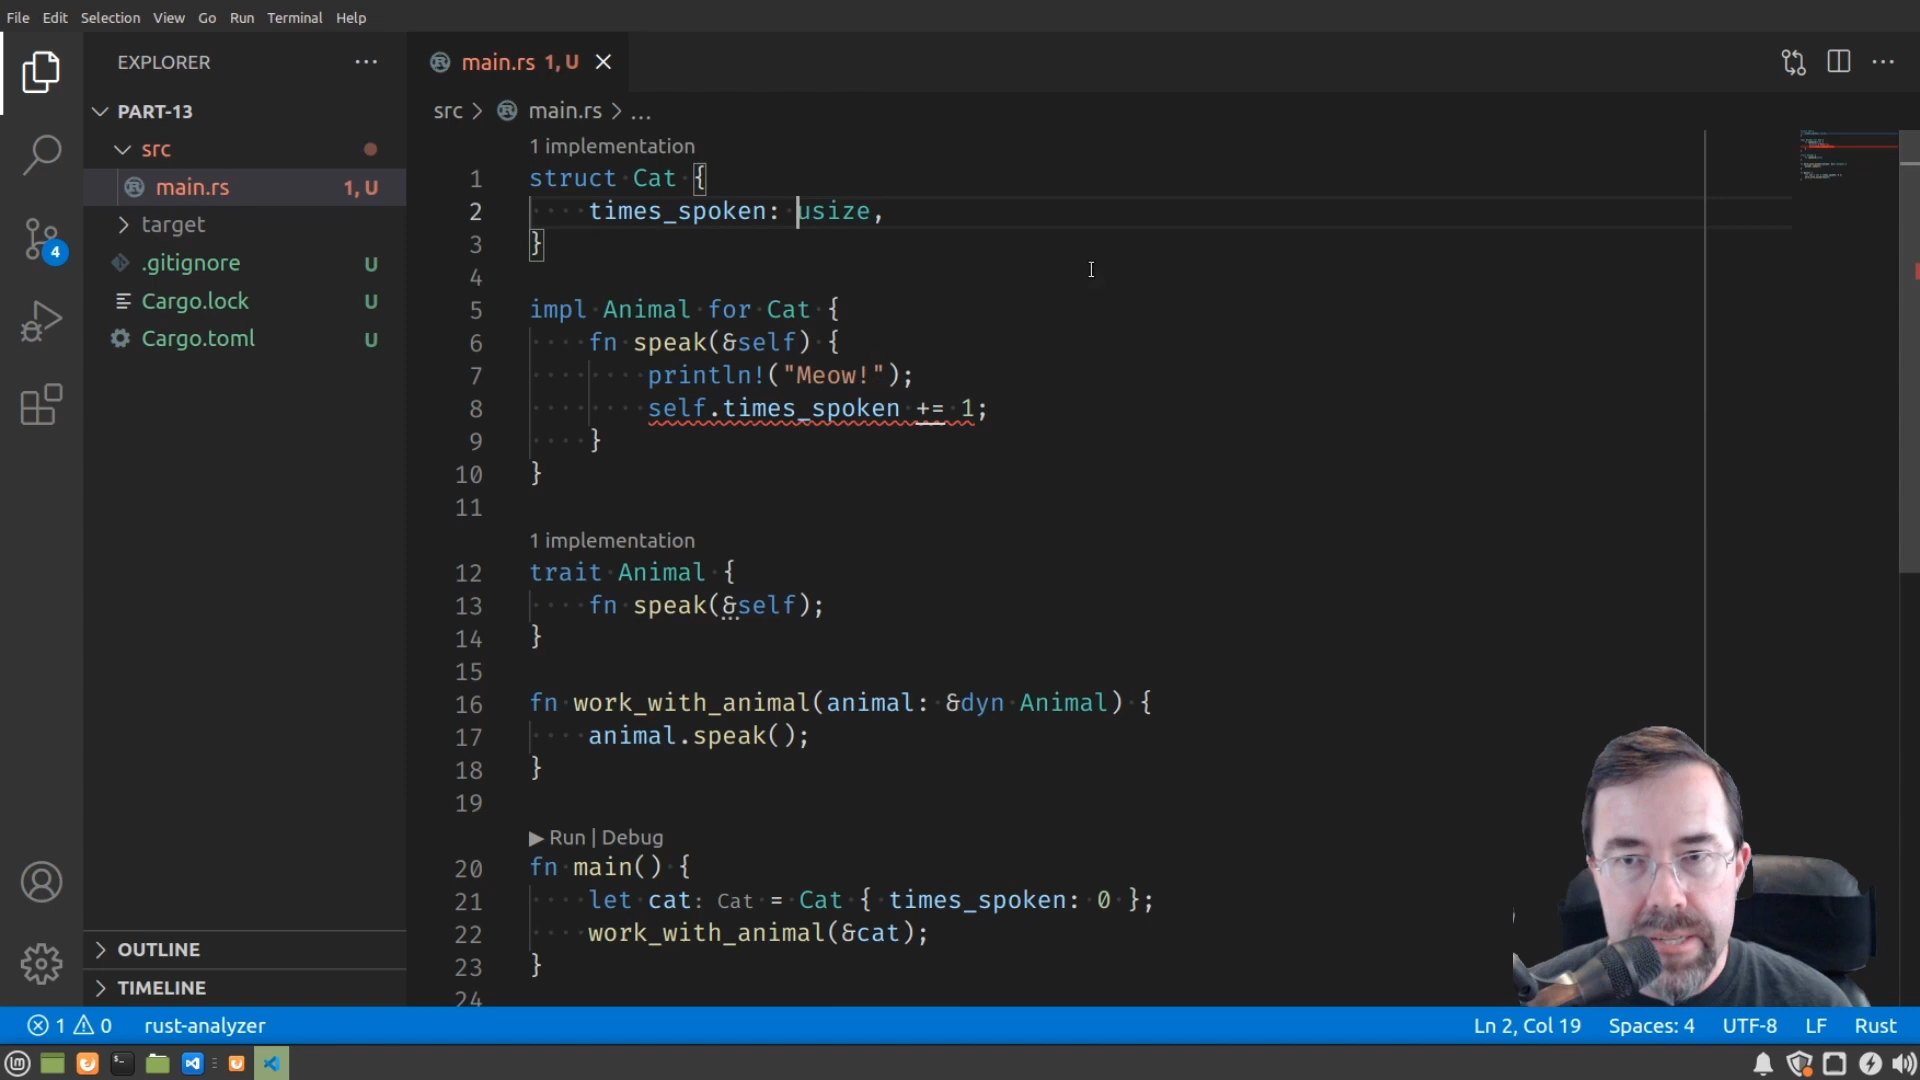 File Edit Selection View Go Run Terminal Help
EXPLORER
PART-13
src
main.rs 1, U
target
.gitignore U
Cargo.lock U
Cargo.toml U
4
OUTLINE
TIMELINE
main.rs 1, U
src > main.rs > ...
1 implementation
1 struct Cat {
2     times_spoken: usize,
3 }
4
5 impl Animal for Cat {
6     fn speak(&self) {
7         println!("Meow!");
8         self.times_spoken += 1;
9     }
10 }
11
1 implementation
12 trait Animal {
13     fn speak(&self);
14 }
15
16 fn work_with_animal(animal: &dyn Animal) {
17     animal.speak();
18 }
19
▶ Run | Debug
20 fn main() {
21     let cat: Cat = Cat { times_spoken: 0 };
22     work_with_animal(&cat);
23 }
24
1 0 rust-analyzer
Ln 2, Col 19 Spaces: 4 UTF-8 LF Rust